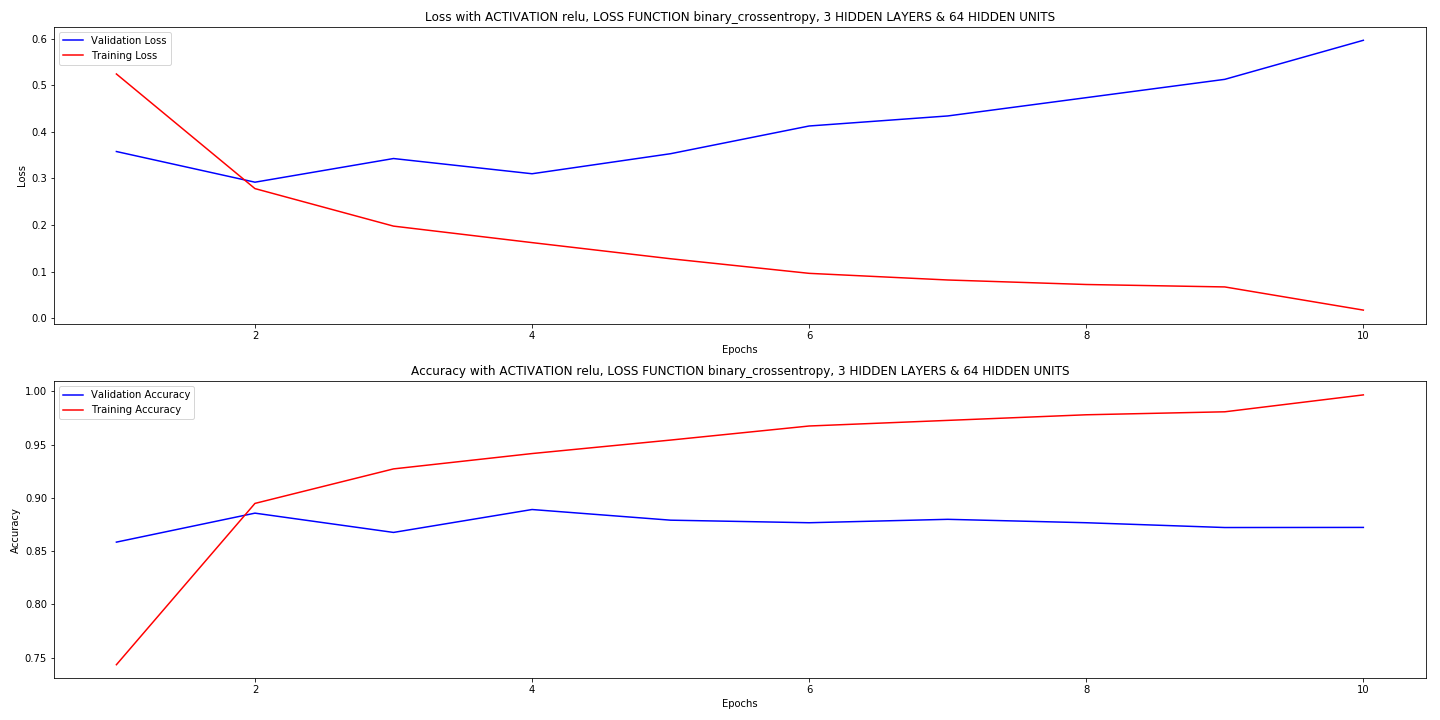 Loss with ACTIVATION relu, LOSS FUNCTION binary_crossentropy, 3 HIDDEN LAYERS & 64 HIDDEN UNITS
Validation Loss
Training Loss
0.6
0.5
0.4
0.3
0.2
0.1
0.0
Loss
2 4 6 8 10
Epochs
Accuracy with ACTIVATION relu, LOSS FUNCTION binary_crossentropy, 3 HIDDEN LAYERS & 64 HIDDEN UNITS
Validation Accuracy
Training Accuracy
1.00
0.95
0.90
0.85
0.80
0.75
Accuracy
2 4 6 8 10
Epochs